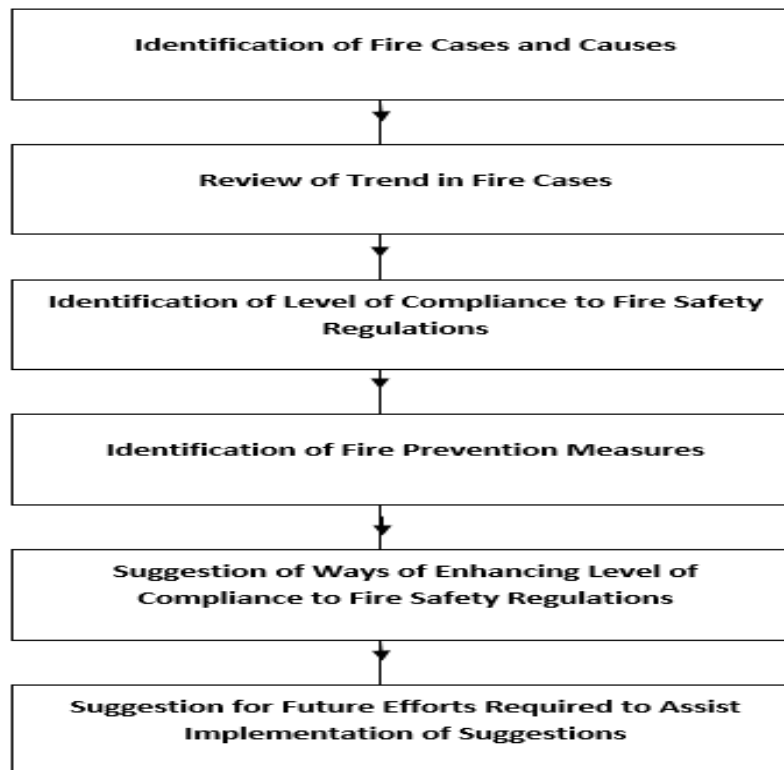 Identification of Fire Cases and Causes
Review of Trend in Fire Cases
Identification of Level of Compliance to Fire Safety
Regulations
Identification of Fire Prevention Measures
Suggestion of Ways of Enhancing Level of
Compliance to Fire Safety Regulations
Suggestion for Future Efforts Required to Assist
Implementation of Suggestions